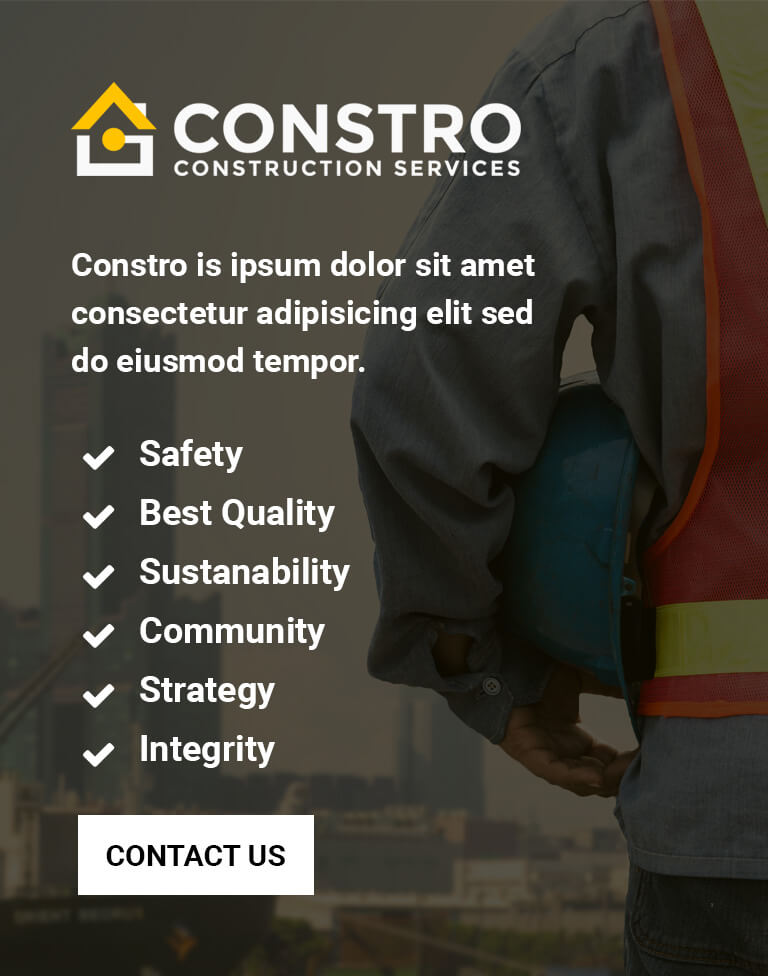 CONSTRO
CONSTRUCTION SERVICES
Constro is ipsum dolor sit amet
consectetur adipisicing elit sed
do eiusmod tempor.
Safety
Best Quality
Sustanability
Community
Strategy
Integrity
CONTACT US